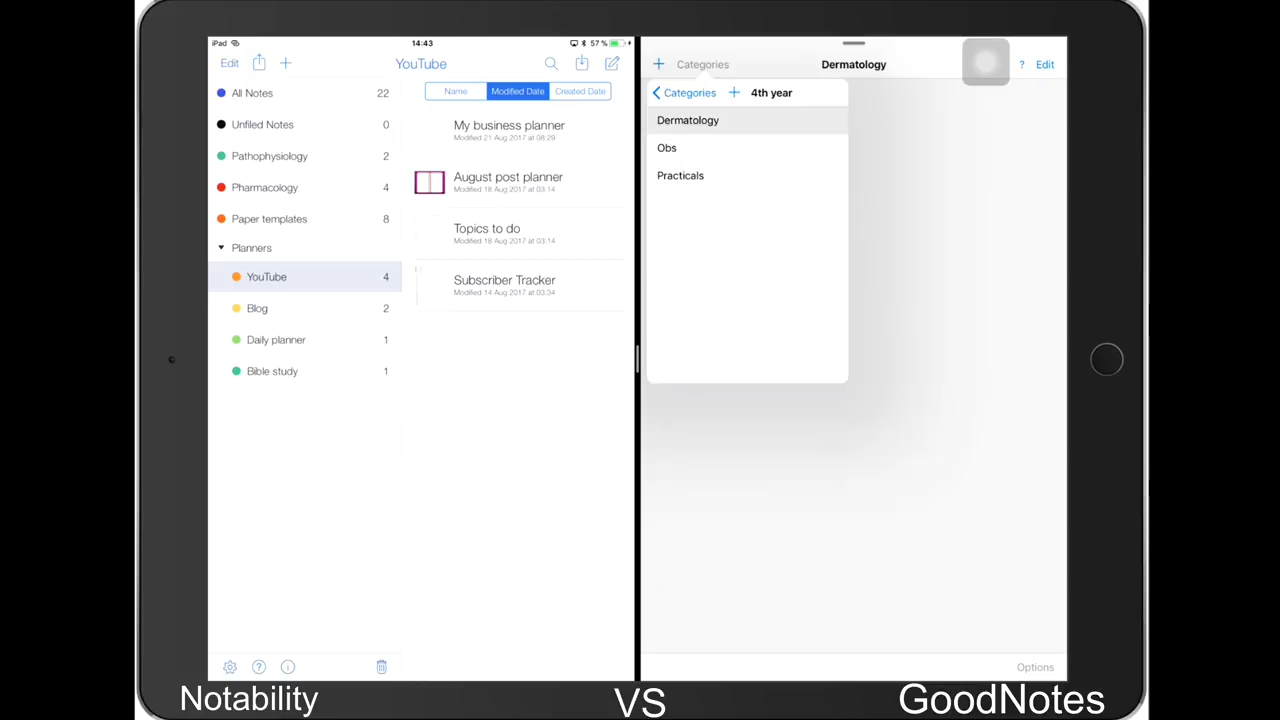 iPad
14:43
57 %
Edit
YouTube
Name
Modified Date
Created Date
All Notes 22
Unfiled Notes 0
Pathophysiology 2
Pharmacology 4
Paper templates 8
Planners
YouTube 4
Blog 2
Daily planner 1
Bible study 1
My business planner
Modified 21 Aug 2017 at 08:29
August post planner
Modified 18 Aug 2017 at 03:14
Topics to do
Modified 18 Aug 2017 at 03:14
Subscriber Tracker
Modified 14 Aug 2017 at 03:34
Categories
Dermatology
?
Edit
Categories
4th year
Dermatology
Obs
Practicals
Options
Notability
VS
GoodNotes